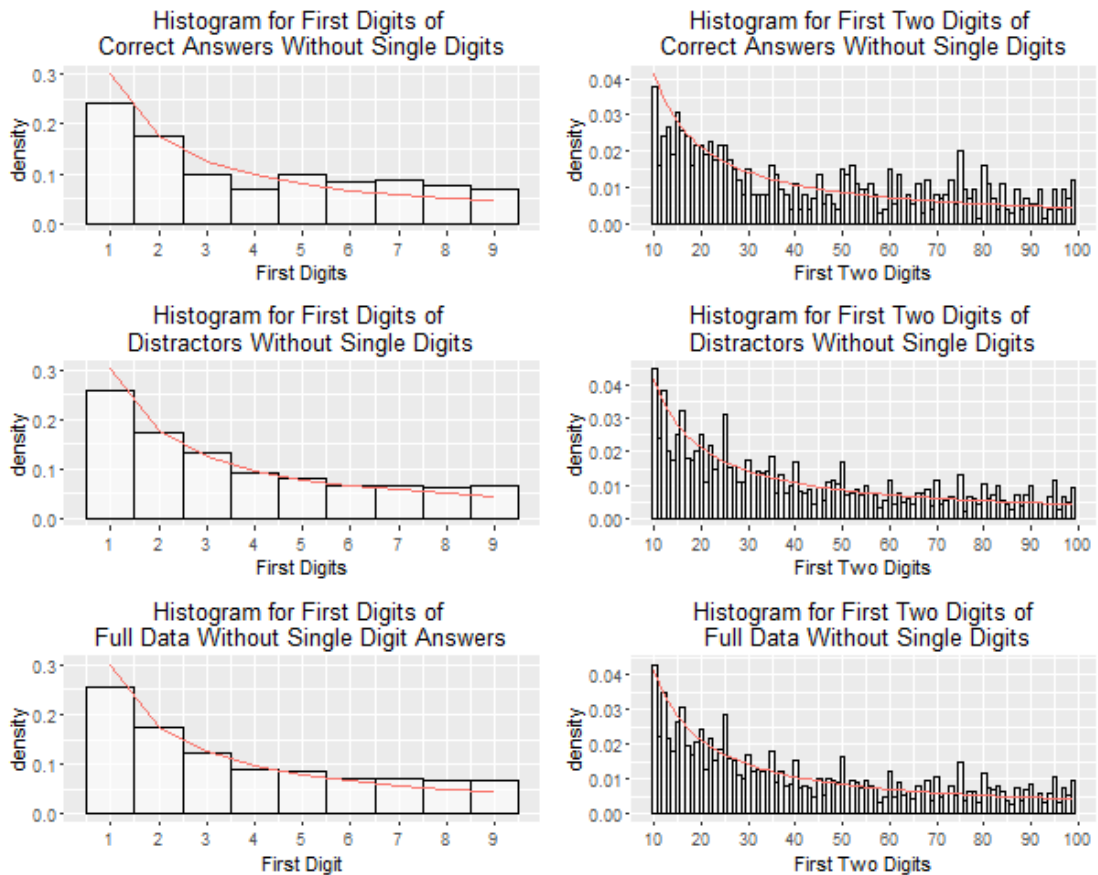 Histogram for First Digits of
Correct Answers Without Single Digits
density
0.3
0.2
0.1
0.0
1 2 3 4 5 6 7 8 9
First Digits
Histogram for First Two Digits of
Correct Answers Without Single Digits
density
0.04
0.03
0.02
0.01
0.00
10 20 30 40 50 60 70 80 90 100
First Two Digits
Histogram for First Digits of
Distractors Without Single Digits
density
0.3
0.2
0.1
0.0
1 2 3 4 5 6 7 8 9
First Digits
Histogram for First Two Digits of
Distractors Without Single Digits
density
0.04
0.03
0.02
0.01
0.00
10 20 30 40 50 60 70 80 90 100
First Two Digits
Histogram for First Digits of
Full Data Without Single Digit Answers
density
0.3
0.2
0.1
0.0
1 2 3 4 5 6 7 8 9
First Digit
Histogram for First Two Digits of
Full Data Without Single Digits
density
0.04
0.03
0.02
0.01
0.00
10 20 30 40 50 60 70 80 90 100
First Two Digits